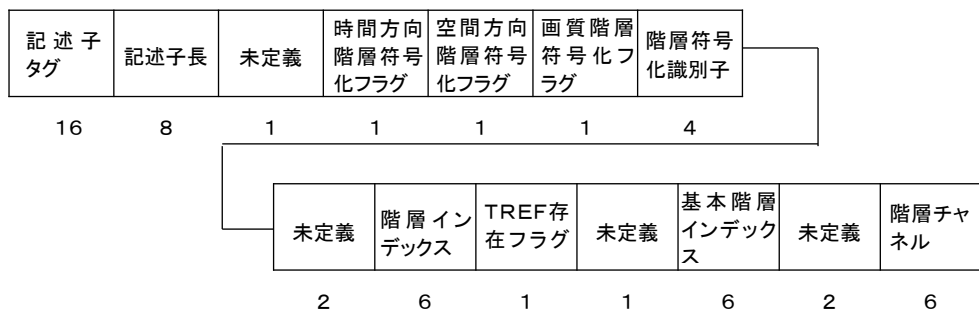 記述子
タグ
記述子長
未定義
時間方向
階層符号
化フラグ
空間方向
階層符号
化フラグ
画質階層
符号化フ
ラグ
階層符号
化識別子
16
8
1
1
1
1
4
未定義
階層イン
デックス
TREF存
在フラグ
未定義
基本階層
インデック
ス
未定義
階層チャ
ネル
2
6
1
1
6
2
6